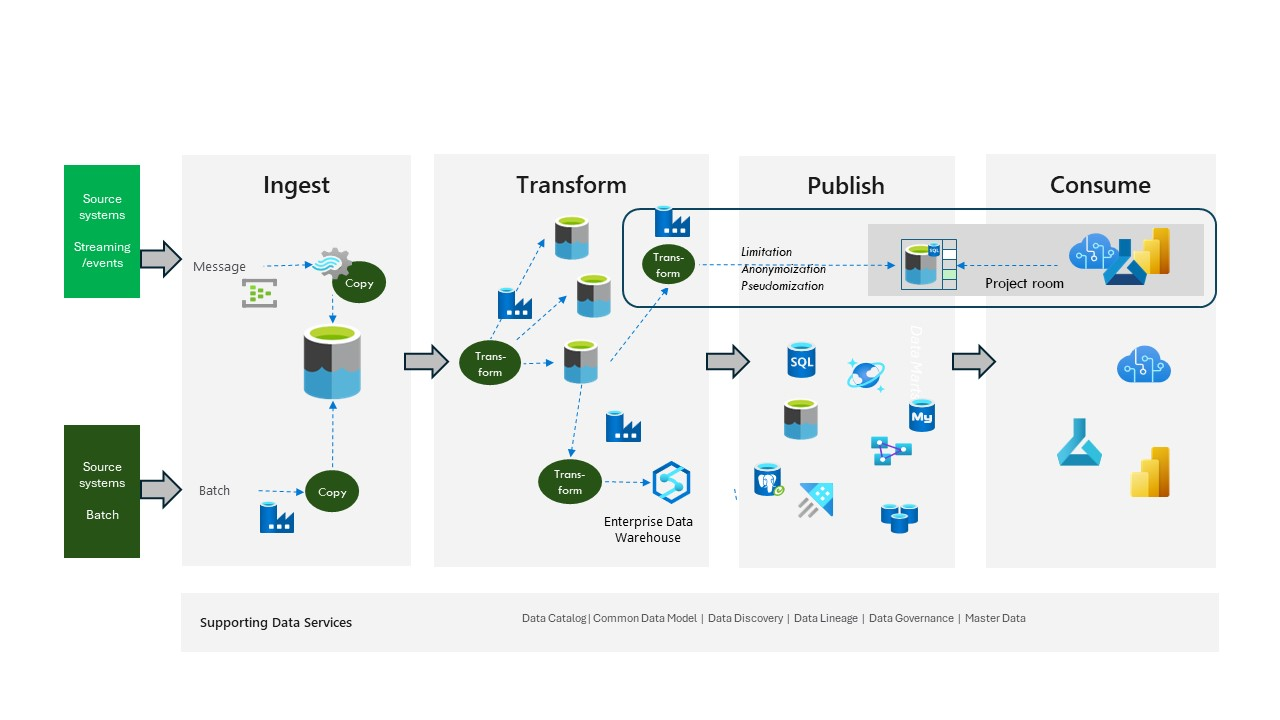 Ingest
Transform
Publish
Consume
Source
systems
Streaming
/events
Message
Copy
Trans-
form
Limitation
Anonymoization
Pseudomization
SQL
Project room
Trans-
form
SQL
Data Mart
My
Source
systems
Batch
Batch
Copy
Trans-
form
Enterprise Data
Warehouse
Supporting Data Services
Data Catalog| Common Data Model | Data Discovery | Data Lineage | Data Governance | Master Data